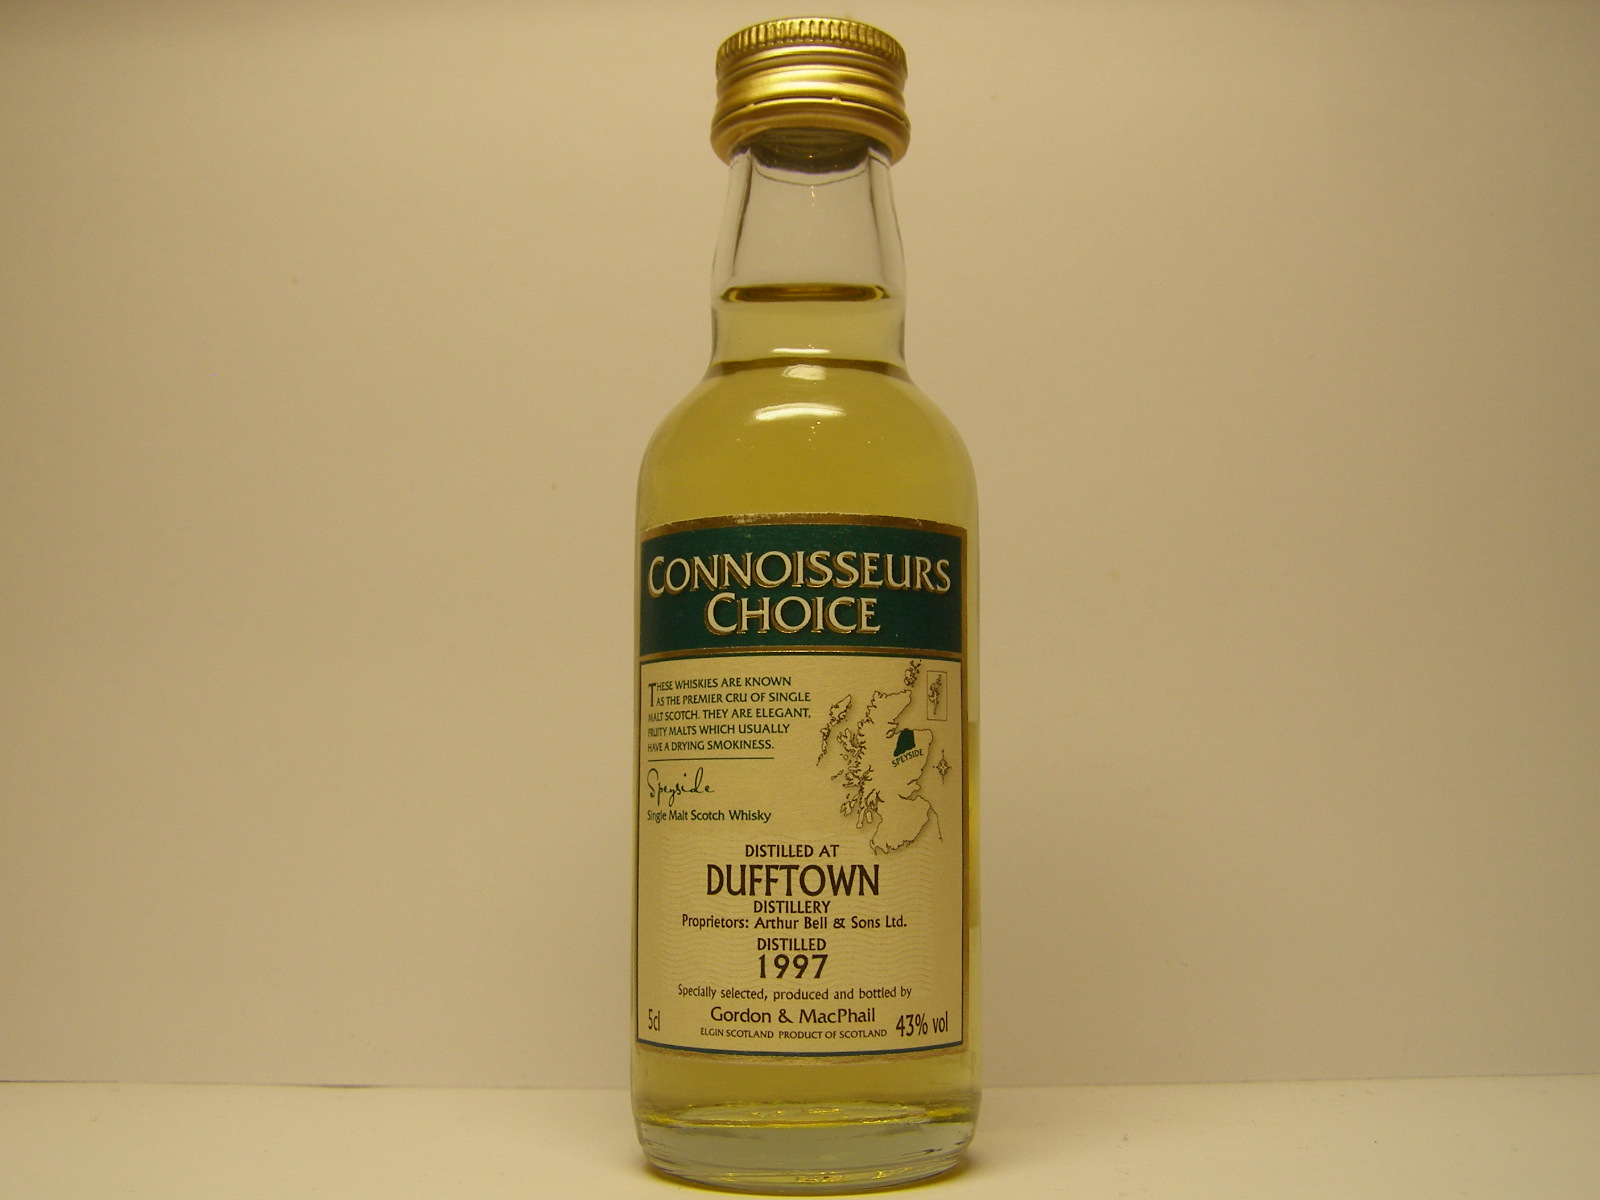 CONNOISSEURS
CHOICE
THESE WHISKIES ARE KNOWN
AS THE PREMIER CRU OF SINGLE
MALT SCOTCH. THEY ARE ELEGANT,
FRUITY MALTS WHICH USUALLY
HAVE A DRYING SMOKINESS.
SPEYSIDE
Speyside
Single Malt Scotch Whisky
DISTILLED AT
DUFFTOWN
DISTILLERY
Proprietors: Arthur Bell & Sons Ltd.
DISTILLED
1997
Specially selected, produced and bottled by
5cl Gordon & MacPhail 43% vol
ELGIN SCOTLAND PRODUCT OF SCOTLAND